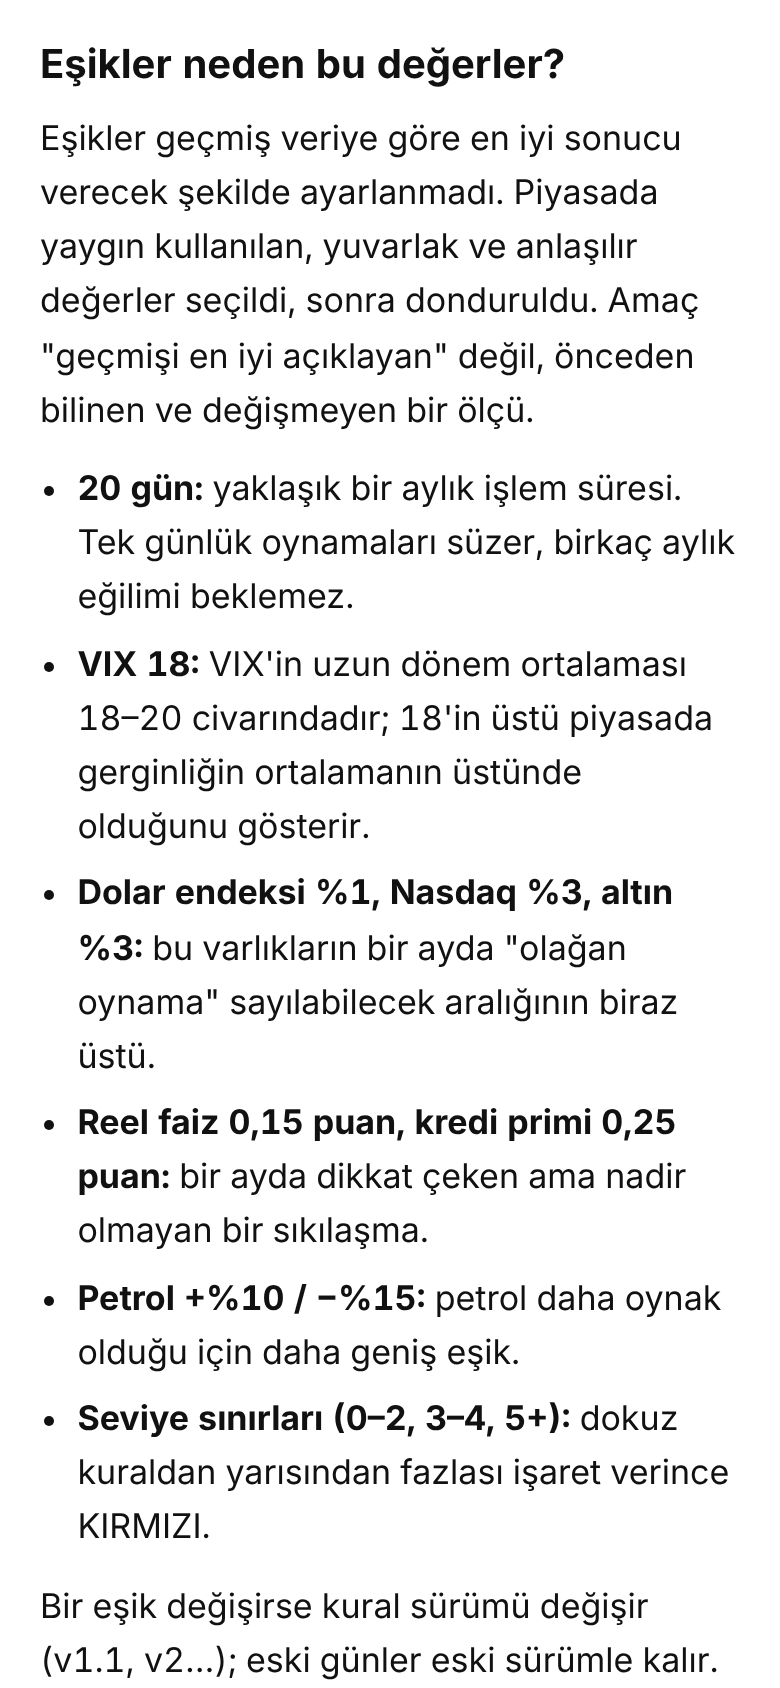 Eşikler neden bu değerler?
Eşikler geçmiş veriye göre en iyi sonucu
verecek şekilde ayarlanmadı. Piyasada
yaygın kullanılan, yuvarlak ve anlaşılır
değerler seçildi, sonra donduruldu. Amaç
"geçmişi en iyi açıklayan" değil, önceden
bilinen ve değişmeyen bir ölçü.
• 20 gün: yaklaşık bir aylık işlem süresi.
Tek günlük oynamaları süzer, birkaç aylık
eğilimi beklemez.
• VIX 18: VIX'in uzun dönem ortalaması
18–20 civarındadır; 18'in üstü piyasada
gerginliğin ortalamanın üstünde
olduğunu gösterir.
• Dolar endeksi %1, Nasdaq %3, altın
%3: bu varlıkların bir ayda "olağan
oynama" sayılabilecek aralığının biraz
üstü.
• Reel faiz 0,15 puan, kredi primi 0,25
puan: bir ayda dikkat çeken ama nadir
olmayan bir sıkılaşma.
• Petrol +%10 / −%15: petrol daha oynak
olduğu için daha geniş eşik.
• Seviye sınırları (0–2, 3–4, 5+): dokuz
kuraldan yarısından fazlası işaret verince
KIRMIZI.
Bir eşik değişirse kural sürümü değişir
(v1.1, v2...); eski günler eski sürümle kalır.